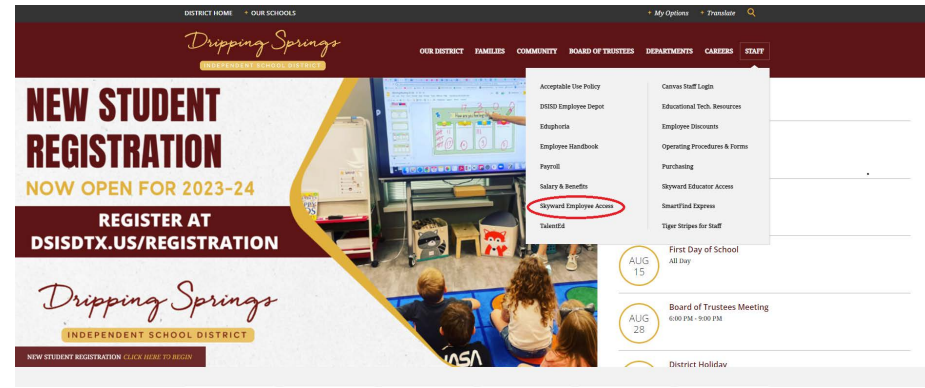 DISTRICT HOME + OUR SCHOOLS
+ My Options + Translate
Dripping Springs
INDEPENDENT SCHOOL DISTRICT
OUR DISTRICT FAMILIES COMMUNITY BOARD OF TRUSTEES DEPARTMENTS CAREERS STAFF
Acceptable Use Policy
DSISD Employee Depot
Eduphoria
Employee Handbook
Payroll
Salary & Benefits
Skyward Employee Access
TalentEd
Canvas Staff Login
Educational Tech. Resources
Employee Discounts
Operating Procedures & Forms
Purchasing
Skyward Educator Access
SmartFind Express
Tiger Stripes for Staff
NEW STUDENT
REGISTRATION
NOW OPEN FOR 2023-24
REGISTER AT
DSISDTX.US/REGISTRATION
Dripping Springs
INDEPENDENT SCHOOL DISTRICT
NEW STUDENT REGISTRATION CLICK HERE TO BEGIN
NASA
AUG
15
First Day of School
All Day
AUG
28
Board of Trustees Meeting
6:00 PM - 9:00 PM
District Holiday